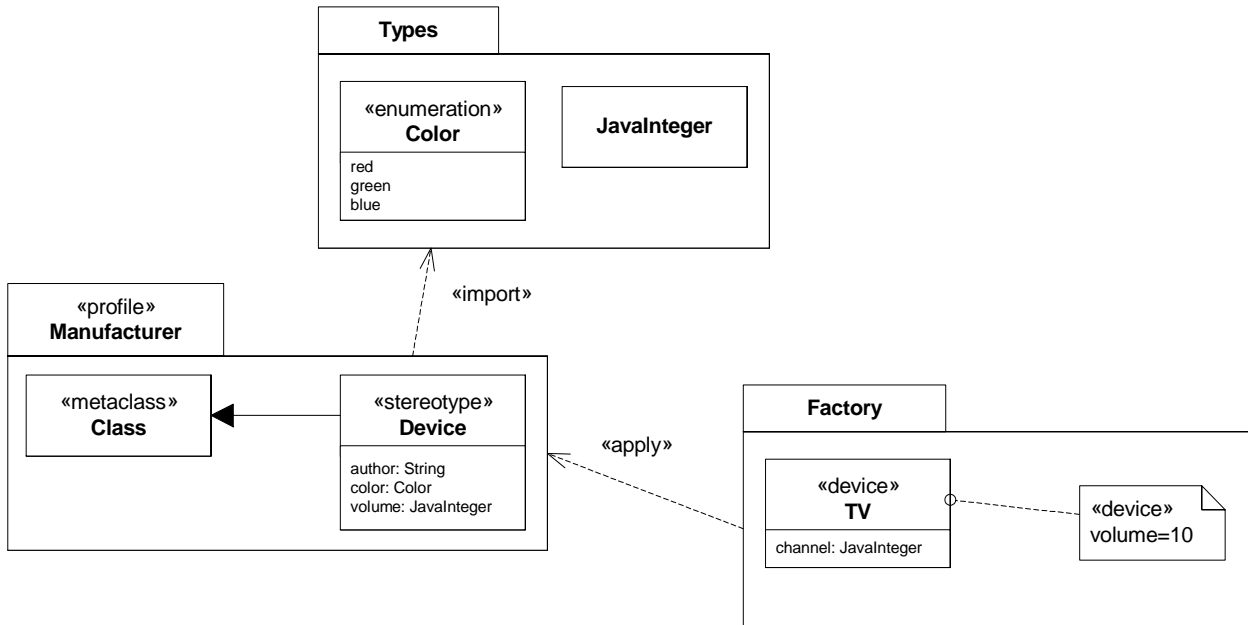 Types
«enumeration»
Color
red
green
blue
JavaInteger
«import»
«profile»
Manufacturer
«metaclass»
Class
«stereotype»
Device
author: String
color: Color
volume: JavaInteger
«apply»
Factory
«device»
TV
channel: JavaInteger
«device»
volume=10